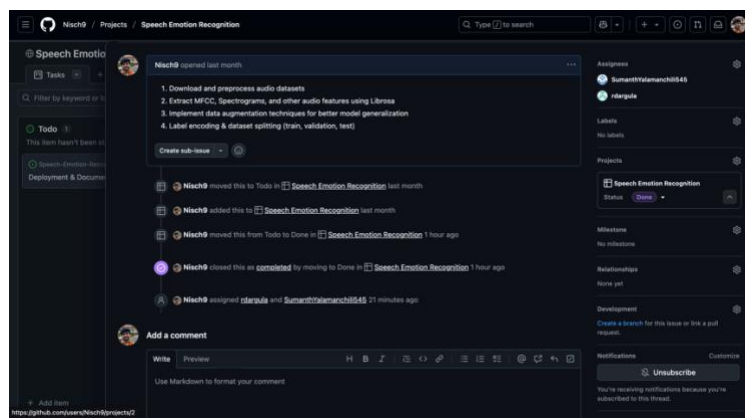 Nisch9 / Projects / Speech Emotion Recognition
Type / to search
Speech Emotio
Tasks
Filter by keyword or b
Todo 1
This item hasn't been st
Speech-Emotion-Reco
Deployment & Docume
+ Add item
https://github.com/users/Nisch9/projects/2
Nisch9 opened last month
1. Download and preprocess audio datasets
2. Extract MFCC, Spectrograms, and other audio features using Librosa
3. Implement data augmentation techniques for better model generalization
4. Label encoding & dataset splitting (train, validation, test)
Create sub-issue
Nisch9 moved this to Todo in Speech Emotion Recognition last month
Nisch9 added this to Speech Emotion Recognition last month
Nisch9 moved this from Todo to Done in Speech Emotion Recognition 1 hour ago
Nisch9 closed this as completed by moving to Done in Speech Emotion Recognition 1 hour ago
Nisch9 assigned rdargula and SumanthYalamanchili545 21 minutes ago
Add a comment
Write Preview
H B I
Use Markdown to format your comment
Assignees
SumanthYalamanchili545
rdargula
Labels
No labels
Projects
Speech Emotion Recognition
Status Done
Milestone
No milestone
Relationships
None yet
Development
Create a branch for this issue or link a pull
request.
Notifications Customize
Unsubscribe
You're receiving notifications because you're
subscribed to this thread.